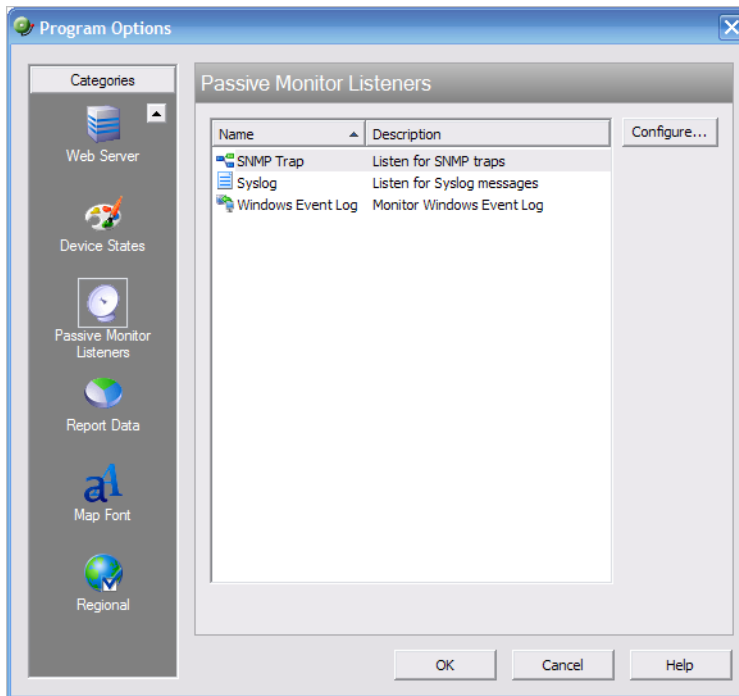 Program Options
Categories
Web Server
Device States
Passive Monitor
Listeners
Report Data
Map Font
Regional
Passive Monitor Listeners
Name Description
SNMP Trap Listen for SNMP traps
Syslog Listen for Syslog messages
Windows Event Log Monitor Windows Event Log
Configure...
OK Cancel Help